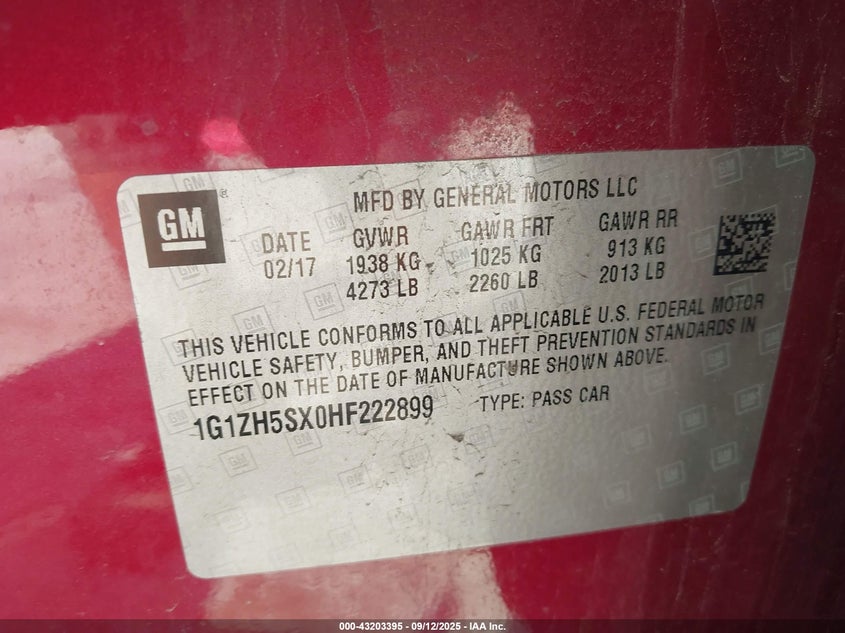 GM ®
MFD BY GENERAL MOTORS LLC
DATE GVWR GAWR FRT GAWR RR
02/17 1938 KG 1025 KG 913 KG
4273 LB 2260 LB 2013 LB
THIS VEHICLE CONFORMS TO ALL APPLICABLE U.S. FEDERAL MOTOR
VEHICLE SAFETY, BUMPER, AND THEFT PREVENTION STANDARDS IN
EFFECT ON THE DATE OF MANUFACTURE SHOWN ABOVE.
1G1ZH5SX0HF222899 TYPE: PASS CAR
000-43203395 - 09/12/2025 - IAA Inc.